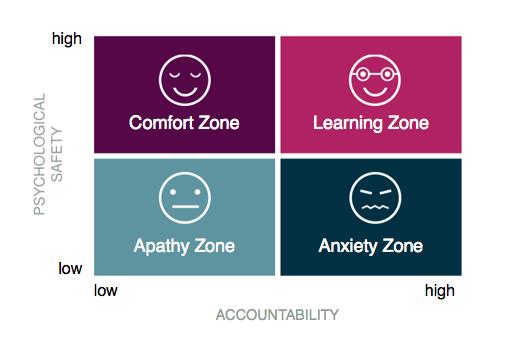 high
Comfort Zone
Learning Zone
PSYCHOLOGICAL
SAFETY
Apathy Zone
Anxiety Zone
low
low
high
ACCOUNTABILITY